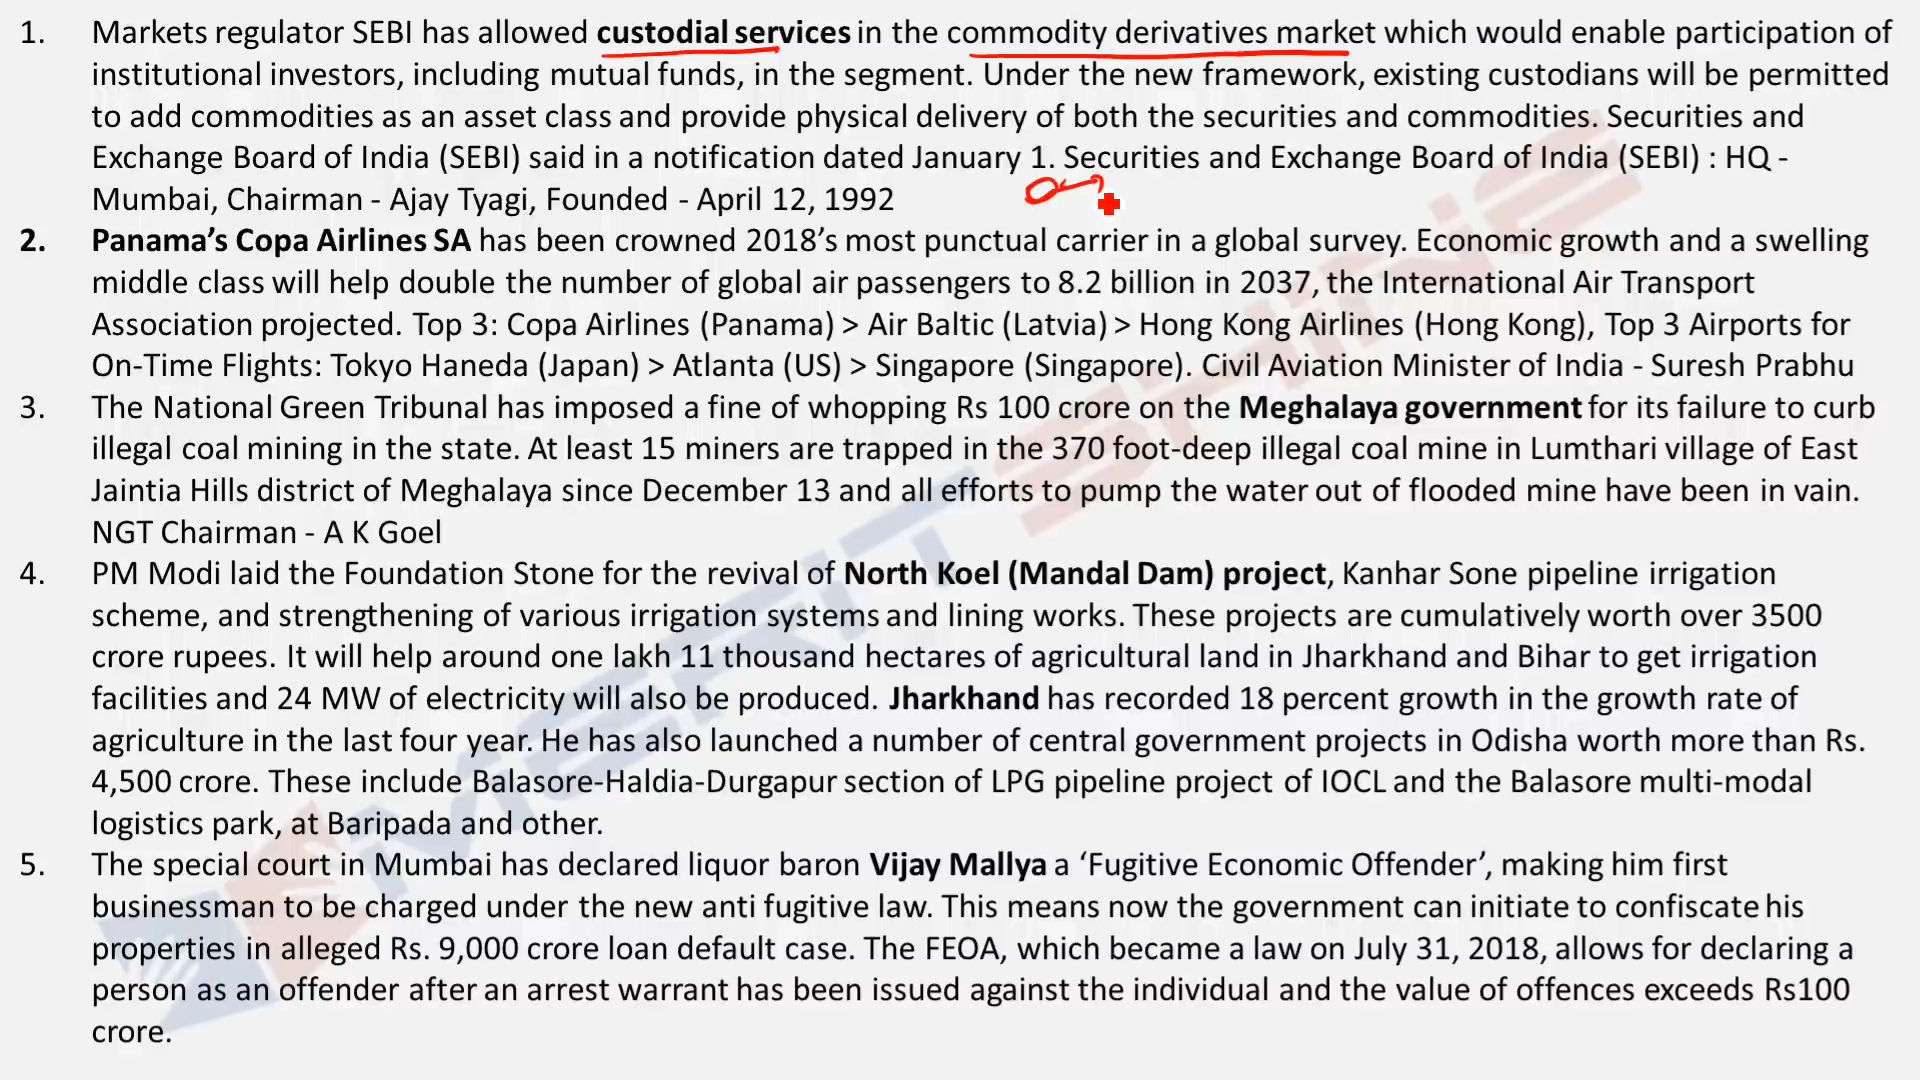 1. Markets regulator SEBI has allowed custodial services in the commodity derivatives market which would enable participation of
institutional investors, including mutual funds, in the segment. Under the new framework, existing custodians will be permitted
to add commodities as an asset class and provide physical delivery of both the securities and commodities. Securities and
Exchange Board of India (SEBI) said in a notification dated January 1. Securities and Exchange Board of India (SEBI) : HQ -
Mumbai, Chairman - Ajay Tyagi, Founded - April 12, 1992
2. Panama’s Copa Airlines SA has been crowned 2018’s most punctual carrier in a global survey. Economic growth and a swelling
middle class will help double the number of global air passengers to 8.2 billion in 2037, the International Air Transport
Association projected. Top 3: Copa Airlines (Panama) > Air Baltic (Latvia) > Hong Kong Airlines (Hong Kong), Top 3 Airports for
On-Time Flights: Tokyo Haneda (Japan) > Atlanta (US) > Singapore (Singapore). Civil Aviation Minister of India - Suresh Prabhu
3. The National Green Tribunal has imposed a fine of whopping Rs 100 crore on the Meghalaya government for its failure to curb
illegal coal mining in the state. At least 15 miners are trapped in the 370 foot-deep illegal coal mine in Lumthari village of East
Jaintia Hills district of Meghalaya since December 13 and all efforts to pump the water out of flooded mine have been in vain.
NGT Chairman - A K Goel
4. PM Modi laid the Foundation Stone for the revival of North Koel (Mandal Dam) project, Kanhar Sone pipeline irrigation
scheme, and strengthening of various irrigation systems and lining works. These projects are cumulatively worth over 3500
crore rupees. It will help around one lakh 11 thousand hectares of agricultural land in Jharkhand and Bihar to get irrigation
facilities and 24 MW of electricity will also be produced. Jharkhand has recorded 18 percent growth in the growth rate of
agriculture in the last four year. He has also launched a number of central government projects in Odisha worth more than Rs.
4,500 crore. These include Balasore-Haldia-Durgapur section of LPG pipeline project of IOCL and the Balasore multi-modal
logistics park, at Baripada and other.
5. The special court in Mumbai has declared liquor baron Vijay Mallya a ‘Fugitive Economic Offender’, making him first
businessman to be charged under the new anti fugitive law. This means now the government can initiate to confiscate his
properties in alleged Rs. 9,000 crore loan default case. The FEOA, which became a law on July 31, 2018, allows for declaring a
person as an offender after an arrest warrant has been issued against the individual and the value of offences exceeds Rs100
crore.